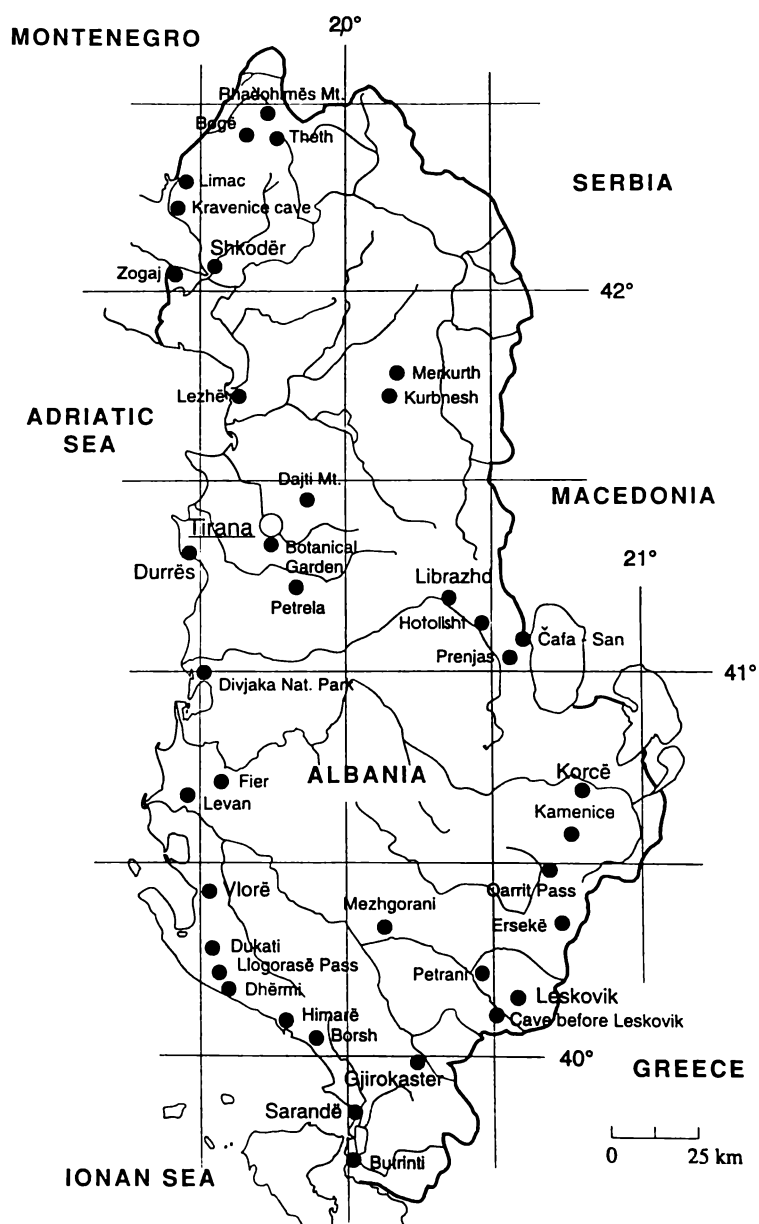 20°
MONTENEGRO
Rhadohimës Mt.
Bogë
Theth
Limac
SERBIA
Kravenice cave
Shkodër
Zogaj
42°
Merkurth
Lezhë
Kurbnesh
ADRIATIC
SEA
Dajti Mt.
MACEDONIA
Tirana
Botanical
Garden
21°
Durrës
Librazhd
Petrela
Hotolisht
Čafa San
Prenjas
41°
Divjaka Nat. Park
ALBANIA
Korcë
Fier
Levan
Kamenice
Vlorë
Qarrit Pass
Mezhgorani
Ersekë
Dukati
Llogorasë Pass
Petrani
Dhërmi
Leskovik
Himarë
Cave before Leskovik
Borsh
40°
GREECE
Gjirokaster
Sarandë
0 25 km
Butrinti
IONAN SEA